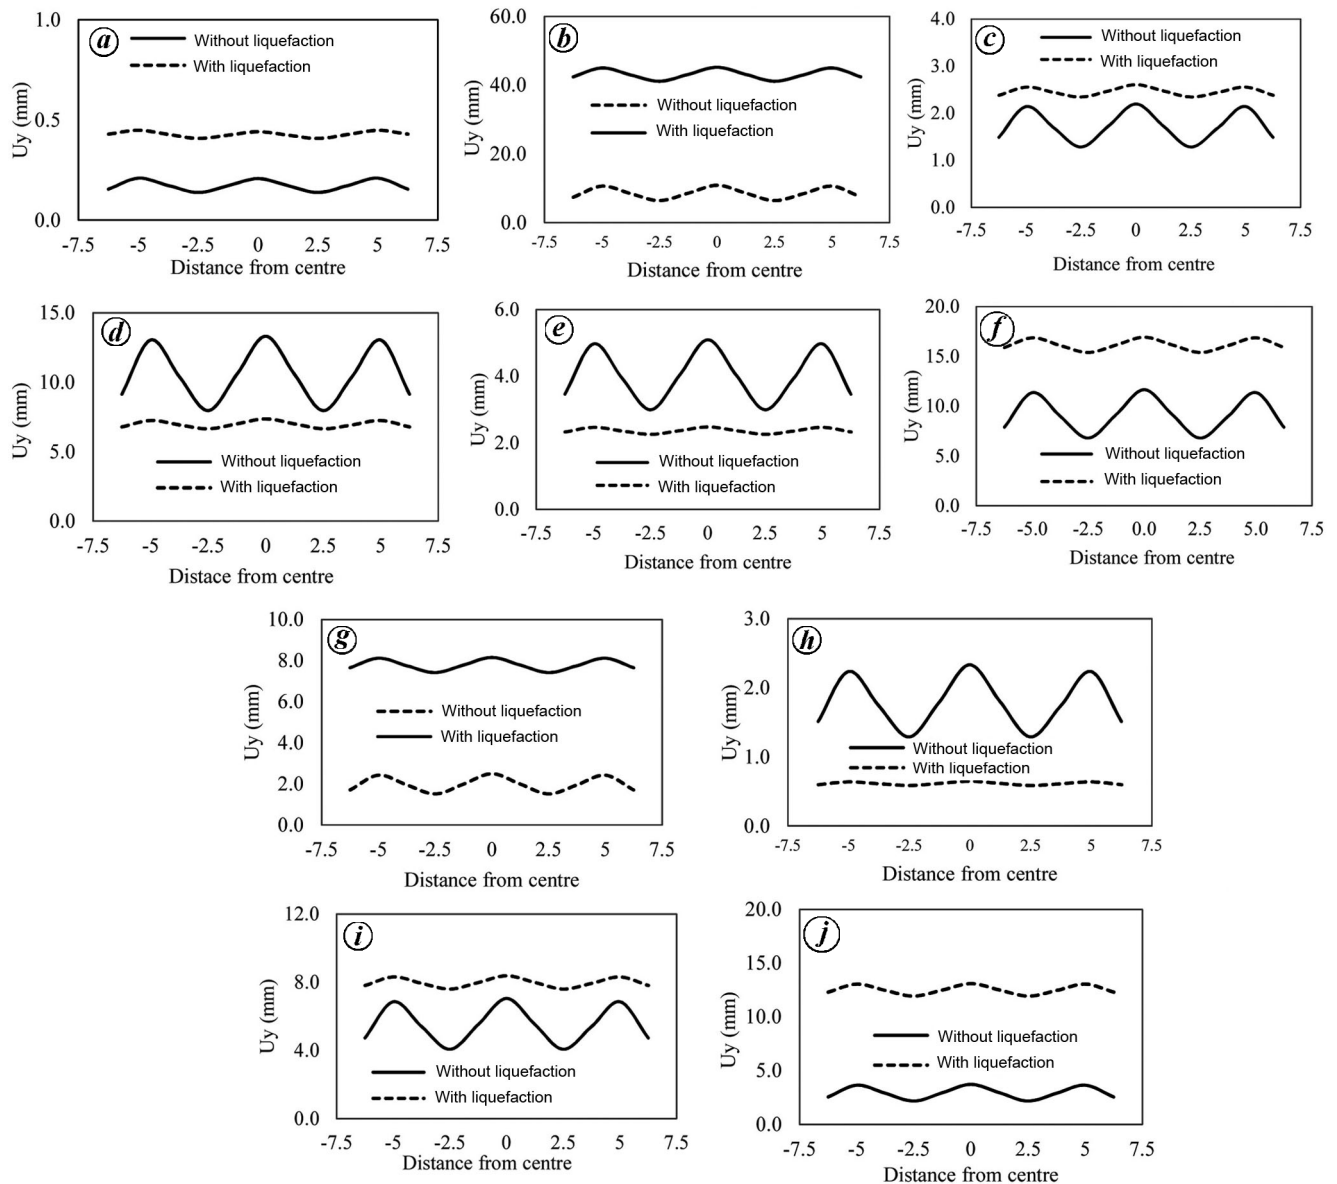 a
Without liquefaction
With liquefaction
1.0
0.5
0.0
Uy (mm)
-7.5 -5 -2.5 0 2.5 5 7.5
Distance from centre
b
Without liquefaction
With liquefaction
60.0
40.0
20.0
0.0
Uy (mm)
-7.5 -5 -2.5 0 2.5 5 7.5
Distance from centre
c
Without liquefaction
With liquefaction
4.0
3.0
2.0
1.0
0.0
Uy (mm)
-7.5 -5 -2.5 0 2.5 5 7.5
Distance from centre
d
15.0
10.0
5.0
0.0
Uy (mm)
Without liquefaction
With liquefaction
-7.5 -5 -2.5 0 2.5 5 7.5
Distace from centre
e
6.0
4.0
2.0
0.0
Uy (mm)
Without liquefaction
With liquefaction
-7.5 -5 -2.5 0 2.5 5 7.5
Distance from centre
f
20.0
15.0
10.0
5.0
0.0
Uy (mm)
Without liquefaction
With liquefaction
-7.5 -5.0 -2.5 0.0 2.5 5.0 7.5
Distance from centre
g
10.0
8.0
6.0
4.0
2.0
0.0
Uy (mm)
Without liquefaction
With liquefaction
-7.5 -5 -2.5 0 2.5 5 7.5
Distance from centre
h
3.0
2.0
1.0
0.0
Uy (mm)
Without liquefaction
With liquefaction
-7.5 -5 -2.5 0 2.5 5 7.5
Distance from centre
i
12.0
8.0
4.0
0.0
Uy (mm)
Without liquefaction
With liquefaction
-7.5 -5 -2.5 0 2.5 5 7.5
Distance from centre
j
20.0
15.0
10.0
5.0
0.0
Uy (mm)
Without liquefaction
With liquefaction
-7.5 -5 -2.5 0 2.5 5 7.5
Distance from centre